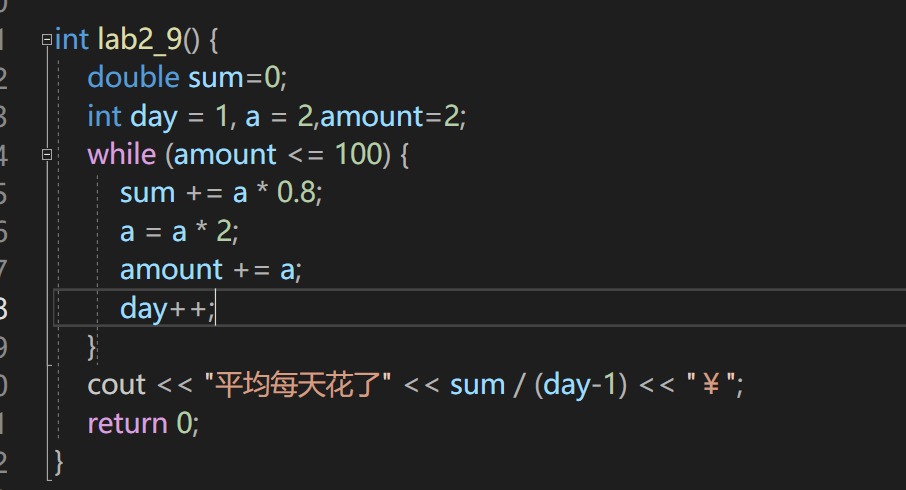 int lab2_9() {
double sum=0;
int day = 1, a = 2,amount=2;
while (amount <= 100) {
sum += a * 0.8;
a = a * 2;
amount += a;
day++;
}
cout << "平均每天花了" << sum / (day-1) << "￥";
return 0;
}